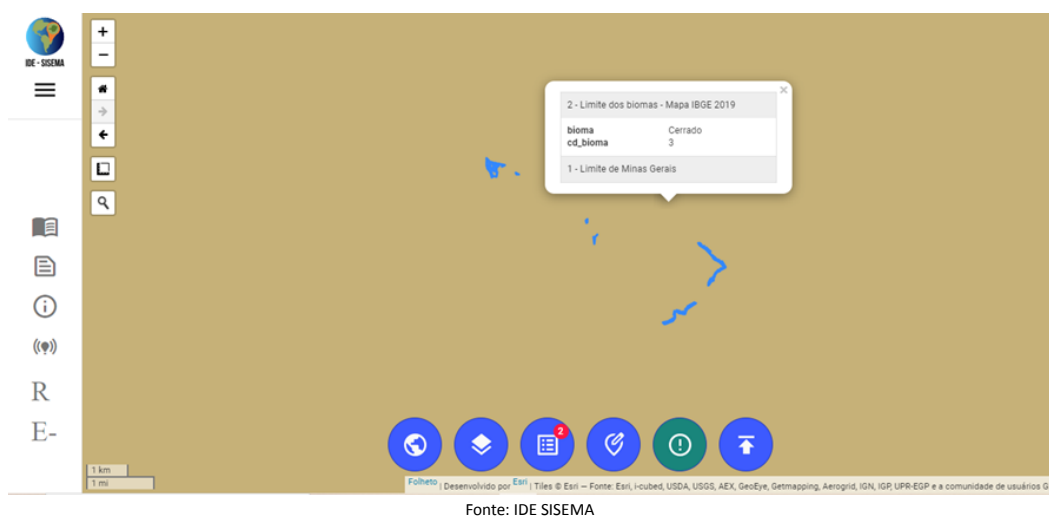 IDE - SISEMA
+
−
2 - Limite dos biomas - Mapa IBGE 2019
×
bioma Cerrado
cd_bioma 3
1 - Limite de Minas Gerais
R
E-
2
1 km
1 mi
Folheto | Desenvolvido por Esri | Tiles © Esri — Fonte: Esri, i-cubed, USDA, USGS, AEX, GeoEye, Getmapping, Aerogrid, IGN, IGP, UPR-EGP e a comunidade de usuários G
Fonte: IDE SISEMA